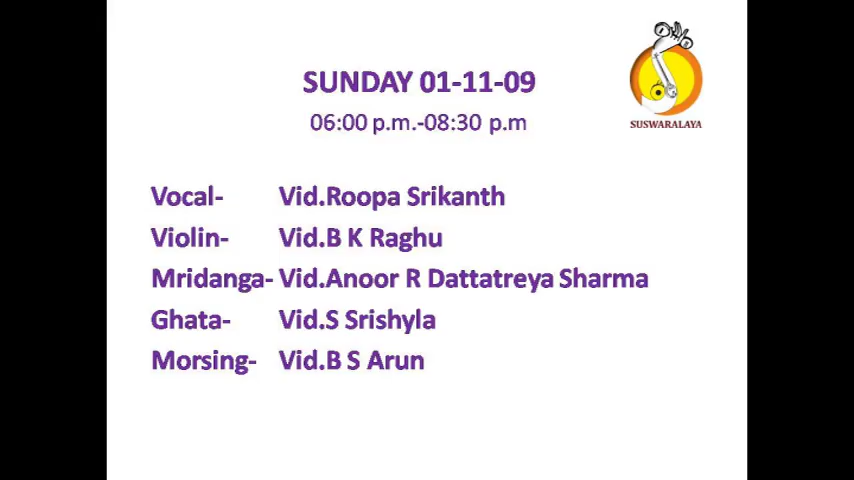 SUNDAY 01-11-09
06:00 p.m.-08:30 p.m
SUSWARALAYA
Vocal- Vid.Roopa Srikanth
Violin- Vid.B K Raghu
Mridanga- Vid.Anoor R Dattatreya Sharma
Ghata- Vid.S Srishyla
Morsing- Vid.B S Arun